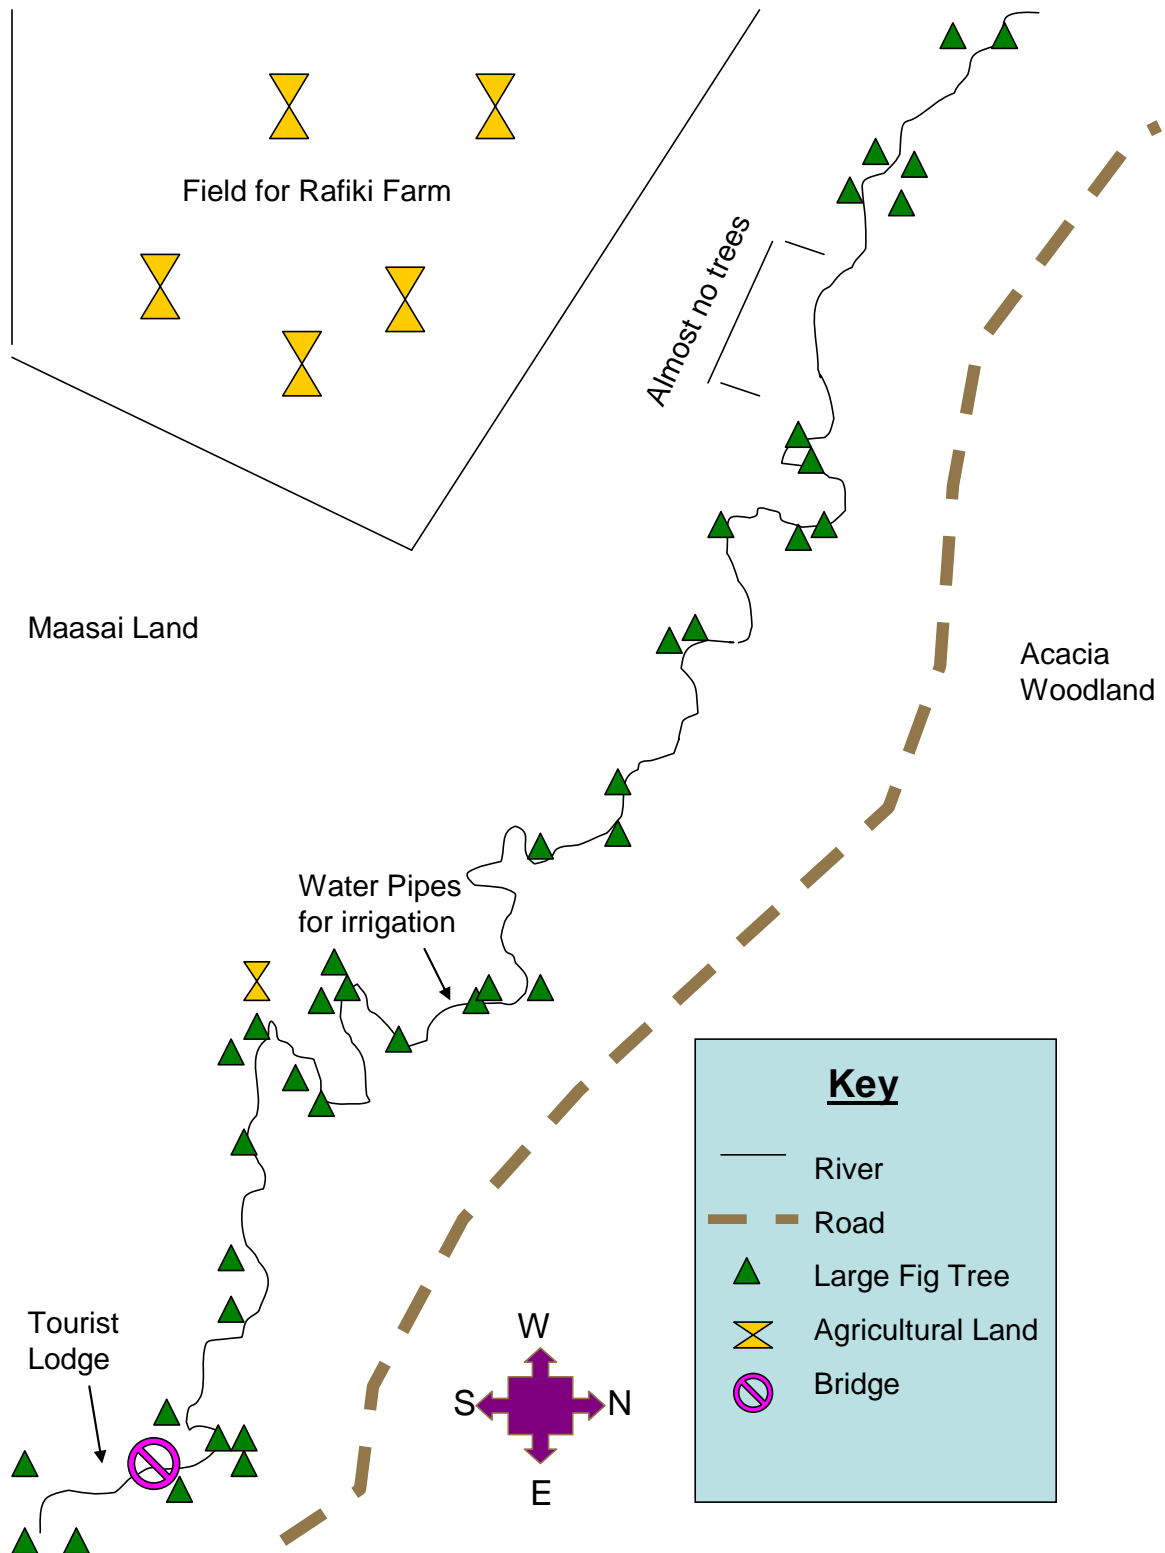 Field for Rafiki Farm
Almost no trees
Maasai Land
Acacia
Woodland
Water Pipes
for irrigation
Key
River
Road
Large Fig Tree
Agricultural Land
Bridge
Tourist
Lodge
W
S
N
E